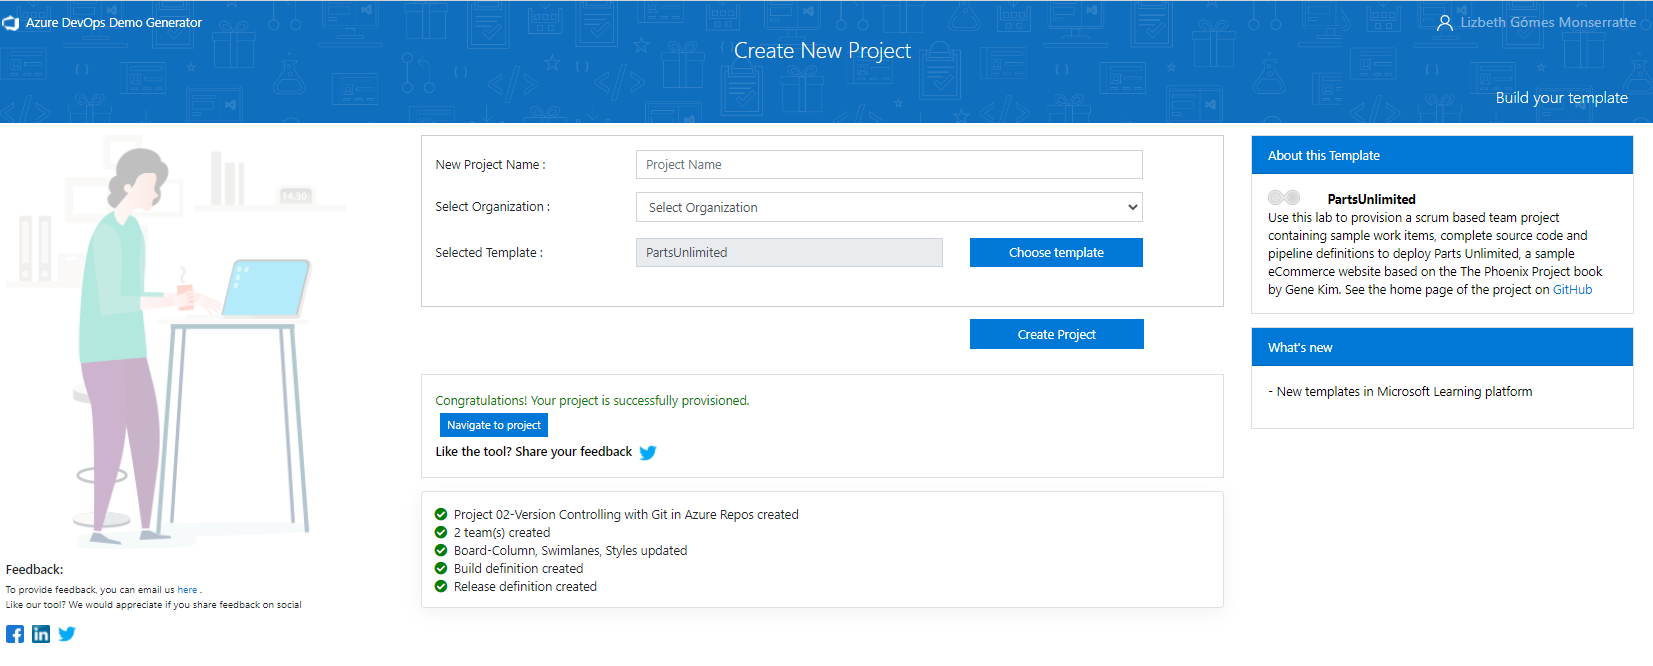 Azure DevOps Demo Generator
Lizbeth Gómes Monserratte
Create New Project
Build your template
14.30
New Project Name :
Project Name
Select Organization :
Select Organization
Selected Template :
PartsUnlimited
Choose template
Create Project
Congratulations! Your project is successfully provisioned.
Navigate to project
Like the tool? Share your feedback
Project 02-Version Controlling with Git in Azure Repos created
2 team(s) created
Board-Column, Swimlanes, Styles updated
Build definition created
Release definition created
About this Template
PartsUnlimited
Use this lab to provision a scrum based team project
containing sample work items, complete source code and
pipeline definitions to deploy Parts Unlimited, a sample
eCommerce website based on the The Phoenix Project book
by Gene Kim. See the home page of the project on GitHub
What's new
- New templates in Microsoft Learning platform
Feedback:
To provide feedback, you can email us here .
Like our tool? We would appreciate if you share feedback on social